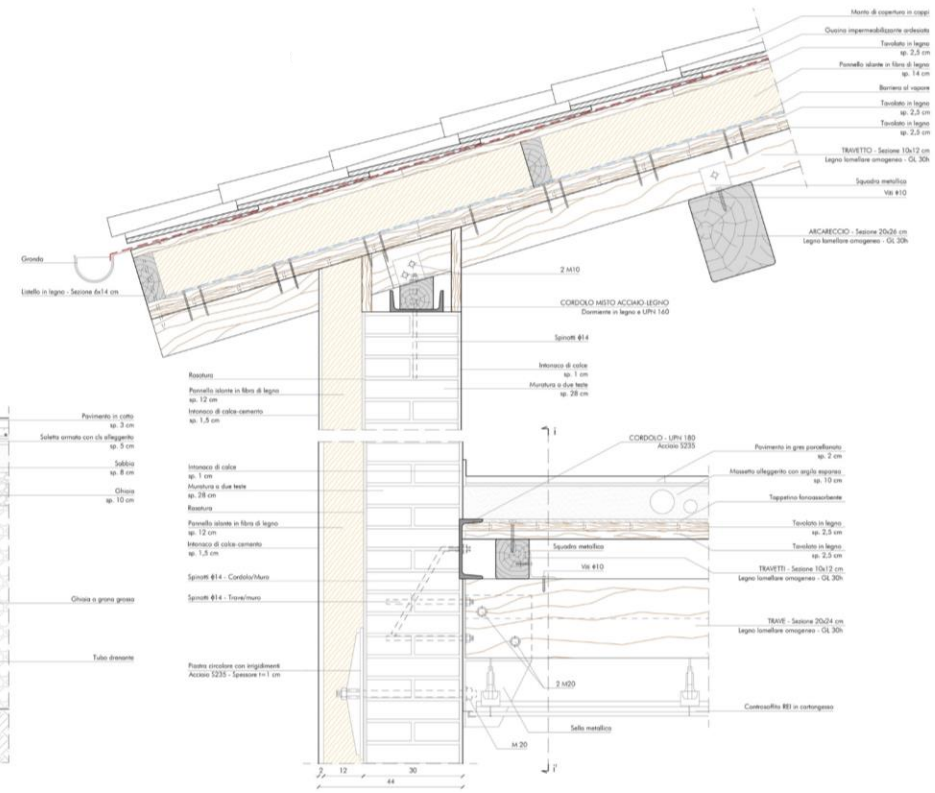 Manto di copertura in coppi
Guaina impermeabilizzante ardesiata
Tavolato in legno
sp. 2,5 cm
Pannello isolante in fibra di legno
sp. 14 cm
Barriera al vapore
Tavolato in legno
sp. 2,5 cm
Tavolato in legno
sp. 2,5 cm
TRAVETTO - Sezione 10x12 cm
Legno lamellare omogeneo - GL 30h
Squadra metallica
Viti ϕ10
ARCARECCIO - Sezione 20x26 cm
Legno lamellare omogeneo - GL 30h
Gronda
Listello in legno - Sezione 6x14 cm
2 M10
CORDOLO MISTO ACCIAIO-LEGNO
Dormiente in legno e UPN 160
Spinotti ϕ14
Intonaco di calce
sp. 1 cm
Muratura a due teste
sp. 28 cm
Rasatura
Pannello isolante in fibra di legno
sp. 12 cm
Intonaco di calce-cemento
sp. 1,5 cm
Pavimento in cotto
sp. 3 cm
Soletta armata con cls alleggerito
sp. 5 cm
Sabbia
sp. 8 cm
Ghiaia
sp. 10 cm
Ghiaia a grana grossa
Tubo drenante
Intonaco di calce
sp. 1 cm
Muratura a due teste
sp. 28 cm
Rasatura
Pannello isolante in fibra di legno
sp. 12 cm
Intonaco di calce-cemento
sp. 1,5 cm
Spinotti ϕ14 - Cordolo/Muro
Spinotti ϕ14 - Trave/muro
Piastra circolare con irrigidimenti
Acciaio S235 - Spessore t=1 cm
i
CORDOLO - UPN 180
Acciaio S235
Pavimento in gres porcellanato
sp. 2 cm
Massetto alleggerito con argilla espansa
sp. 10 cm
Tappetino fonoassorbente
Tavolato in legno
sp. 2,5 cm
Tavolato in legno
sp. 2,5 cm
Squadra metallica
Viti ϕ10
TRAVETTI - Sezione 10x12 cm
Legno lamellare omogeneo - GL 30h
TRAVE - Sezione 20x24 cm
Legno lamellare omogeneo - GL 30h
2 M20
Controsoffitto REI in cartongesso
Sella metallica
M 20
i'
2 12 30
44